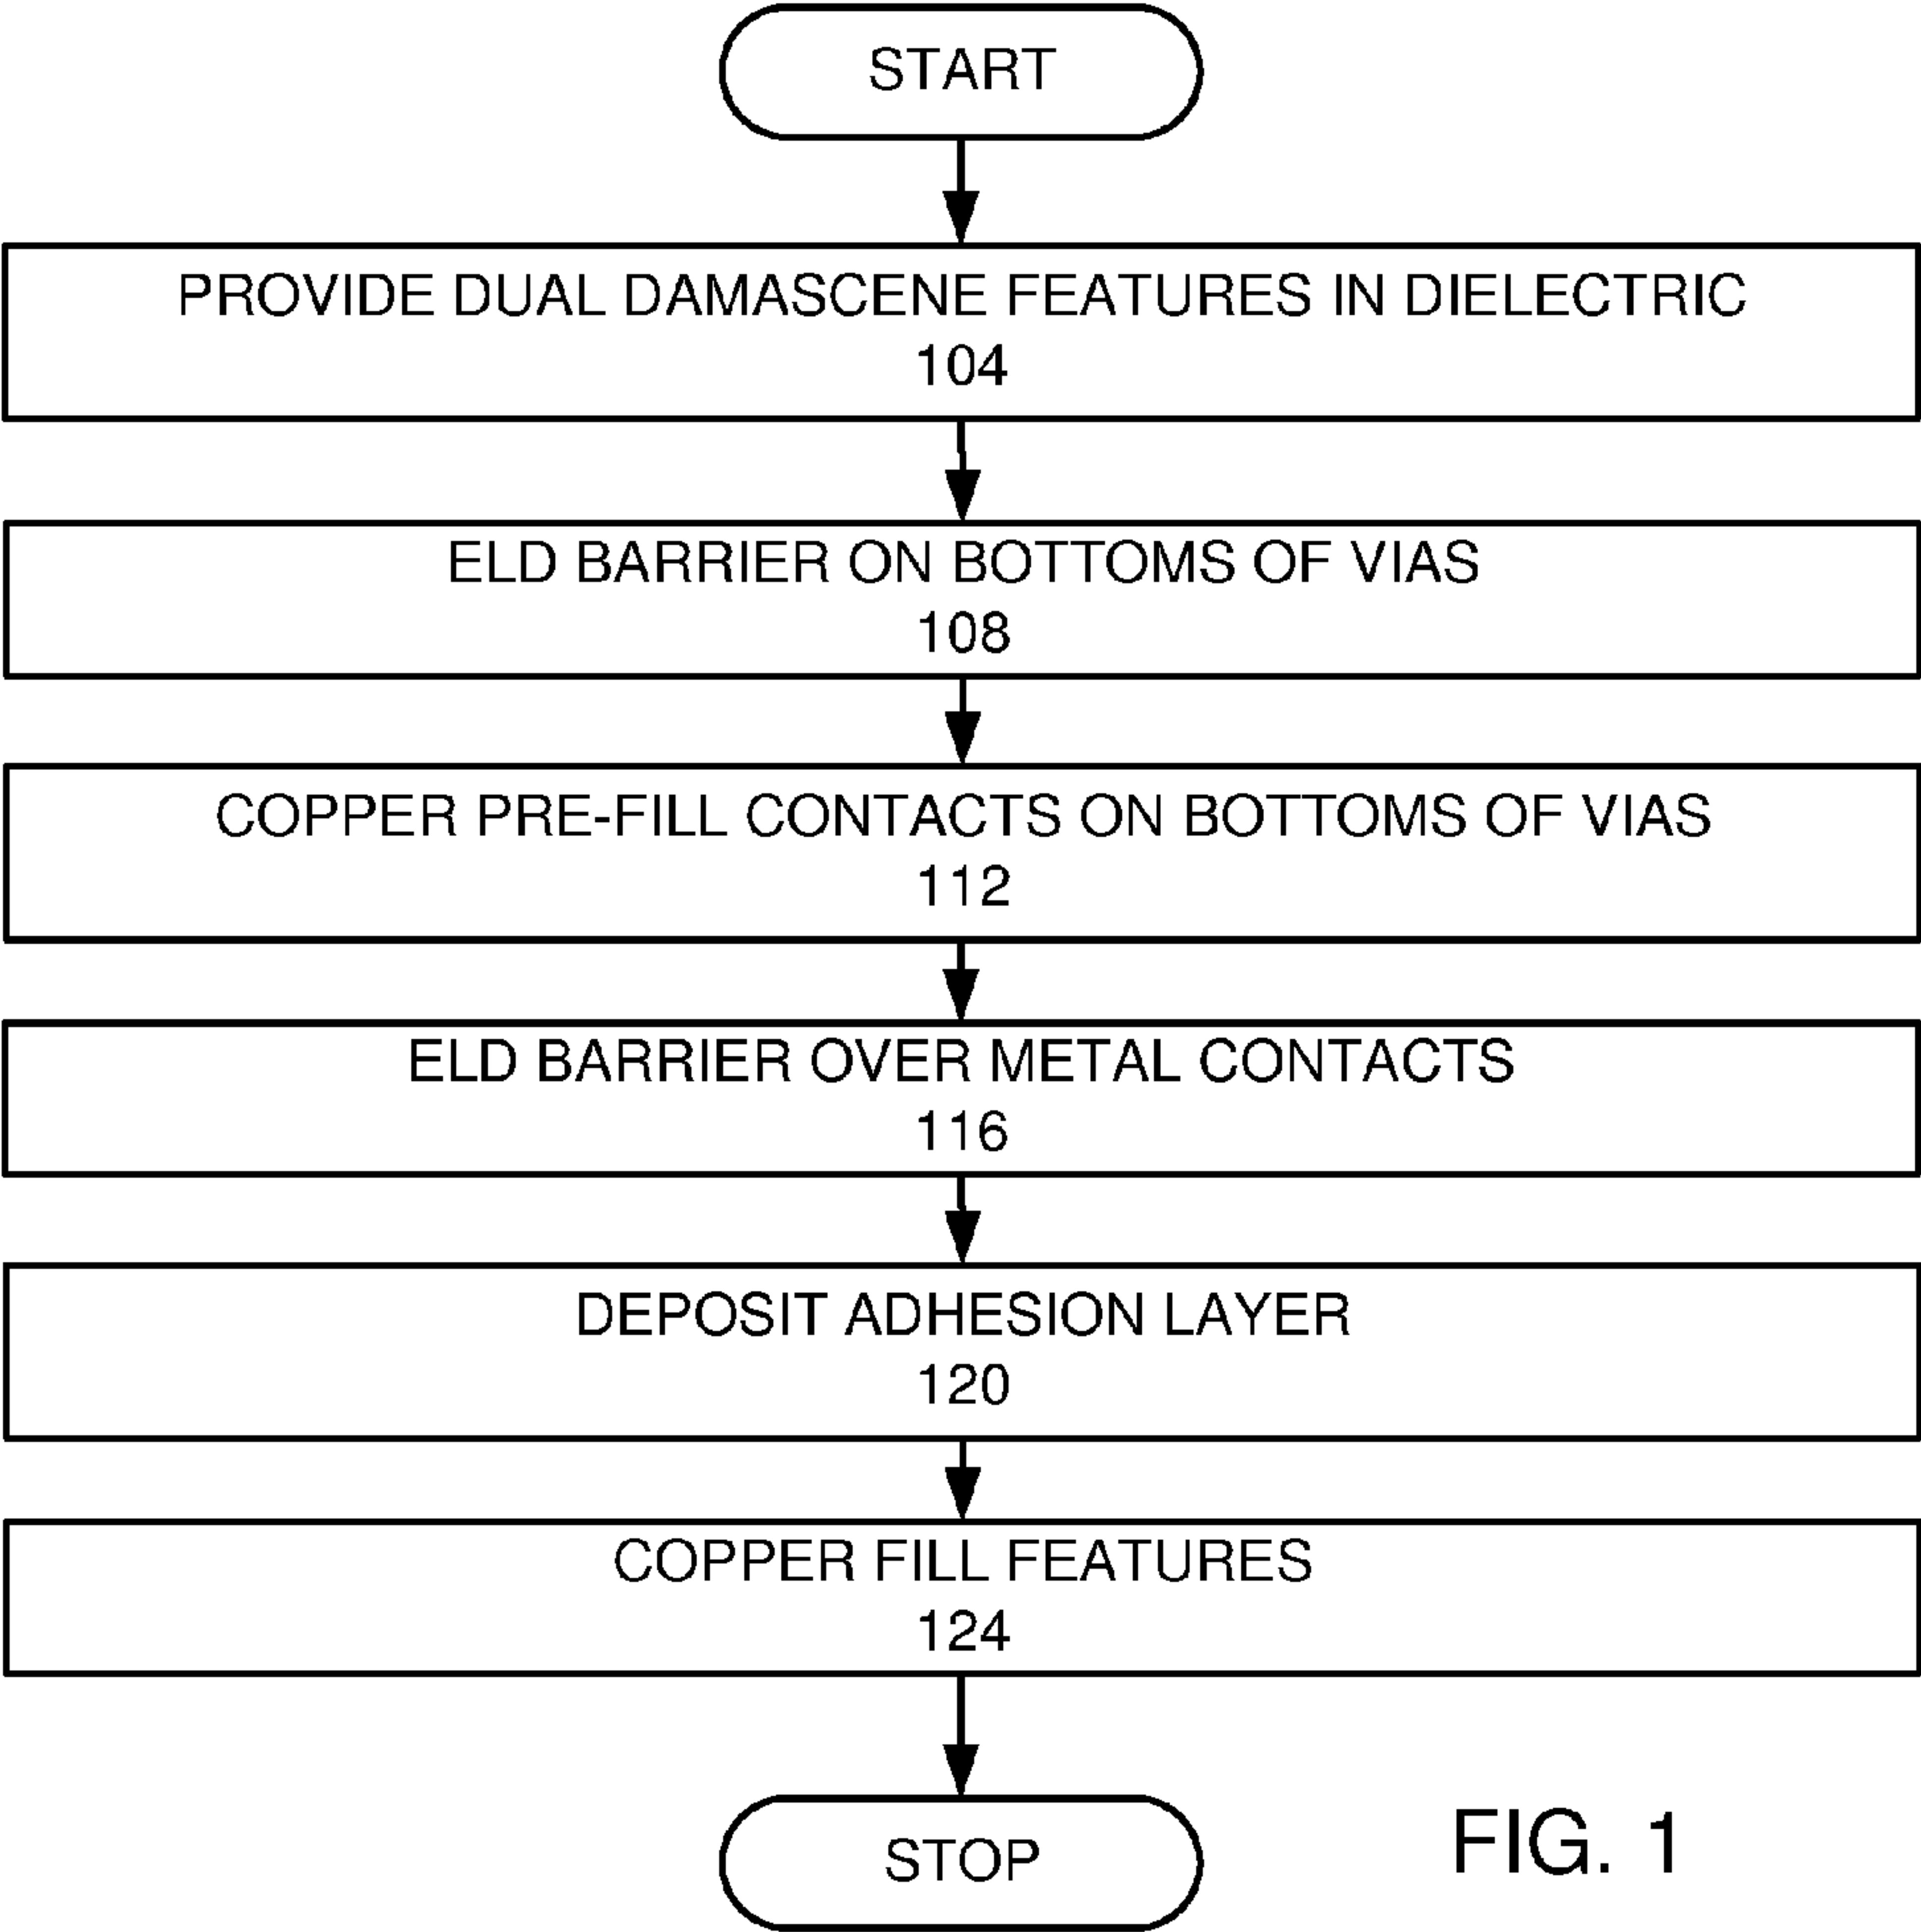 START
PROVIDE DUAL DAMASCENE FEATURES IN DIELECTRIC
104
ELD BARRIER ON BOTTOMS OF VIAS
108
COPPER PRE-FILL CONTACTS ON BOTTOMS OF VIAS
112
ELD BARRIER OVER METAL CONTACTS
116
DEPOSIT ADHESION LAYER
120
COPPER FILL FEATURES
124
STOP
FIG. 1